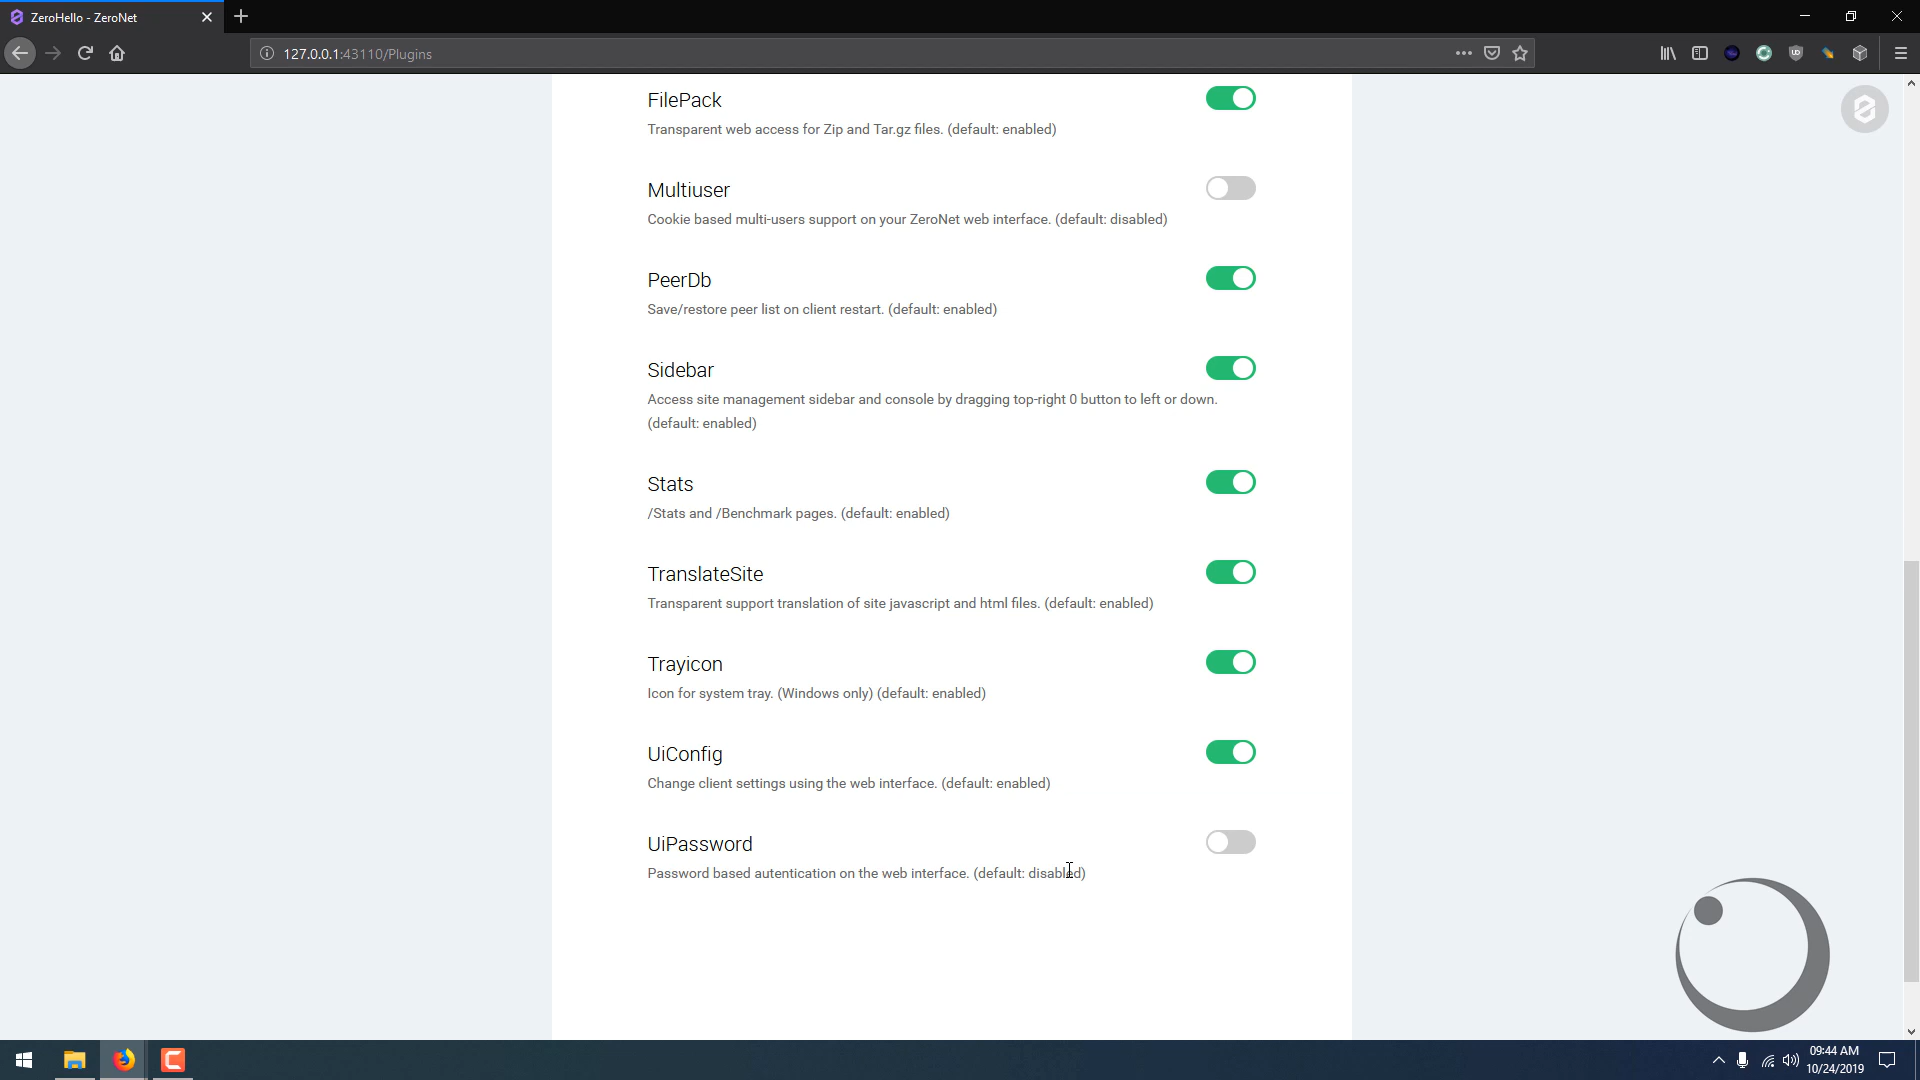 ZeroHello - ZeroNet
127.0.0.1:43110/Plugins
FilePack
Transparent web access for Zip and Tar.gz files. (default: enabled)
Multiuser
Cookie based multi-users support on your ZeroNet web interface. (default: disabled)
PeerDb
Save/restore peer list on client restart. (default: enabled)
Sidebar
Access site management sidebar and console by dragging top-right 0 button to left or down.
(default: enabled)
Stats
/Stats and /Benchmark pages. (default: enabled)
TranslateSite
Transparent support translation of site javascript and html files. (default: enabled)
Trayicon
Icon for system tray. (Windows only) (default: enabled)
UiConfig
Change client settings using the web interface. (default: enabled)
UiPassword
Password based autentication on the web interface. (default: disabled)
09:44 AM
10/24/2019